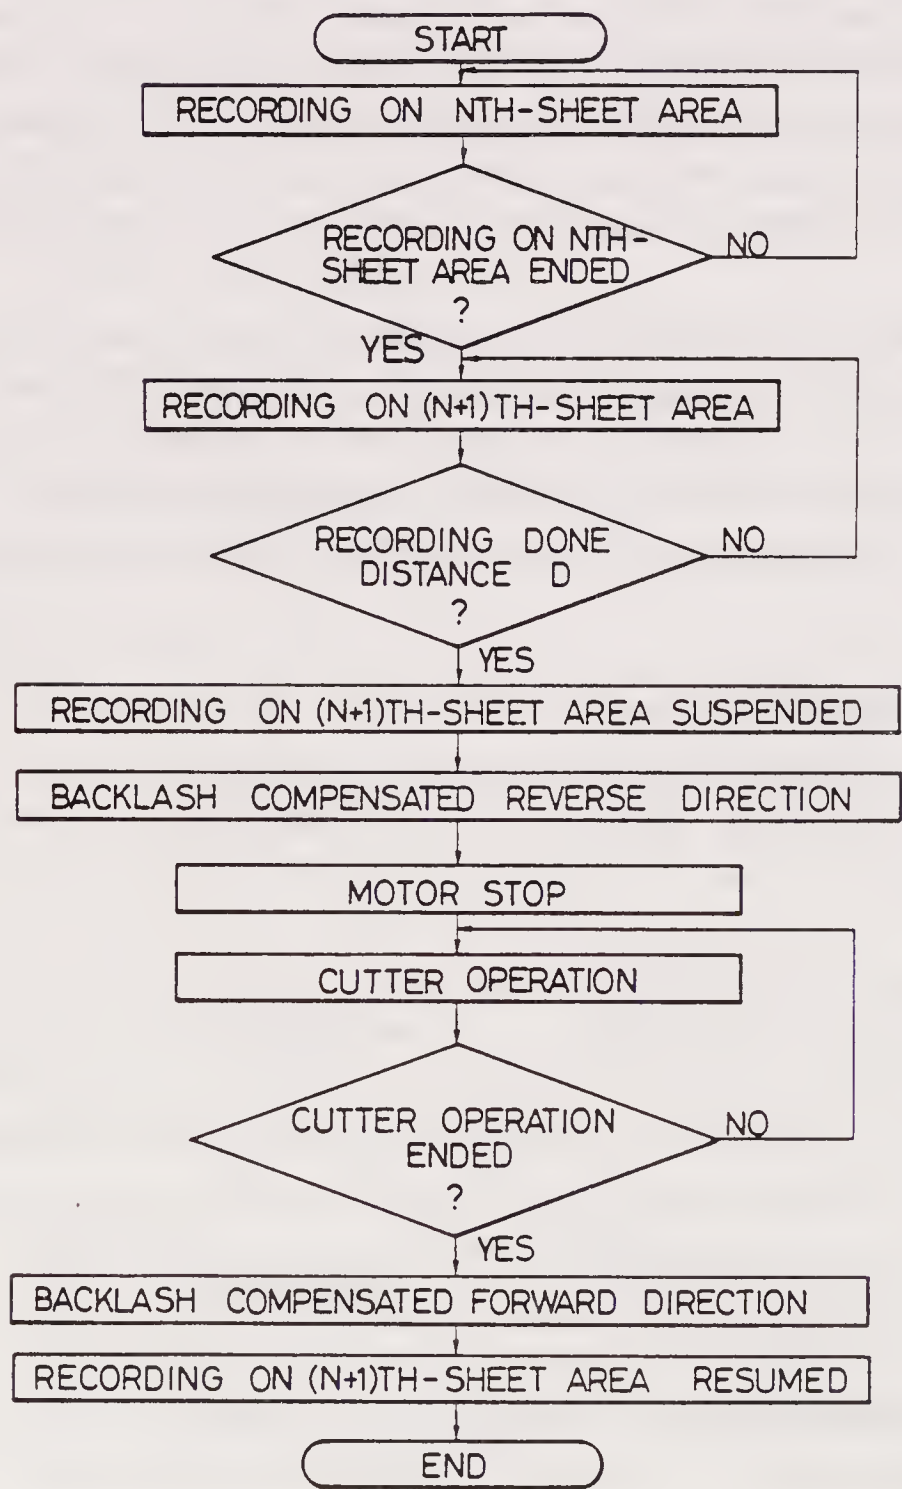 START
RECORDING ON NTH-SHEET AREA
RECORDING ON NTH-
SHEET AREA ENDED
?
NO
YES
RECORDING ON (N+1)TH-SHEET AREA
RECORDING DONE
DISTANCE D
?
NO
YES
RECORDING ON (N+1)TH-SHEET AREA SUSPENDED
BACKLASH COMPENSATED REVERSE DIRECTION
MOTOR STOP
CUTTER OPERATION
CUTTER OPERATION
ENDED
?
NO
YES
BACKLASH COMPENSATED FORWARD DIRECTION
RECORDING ON (N+1)TH-SHEET AREA RESUMED
END